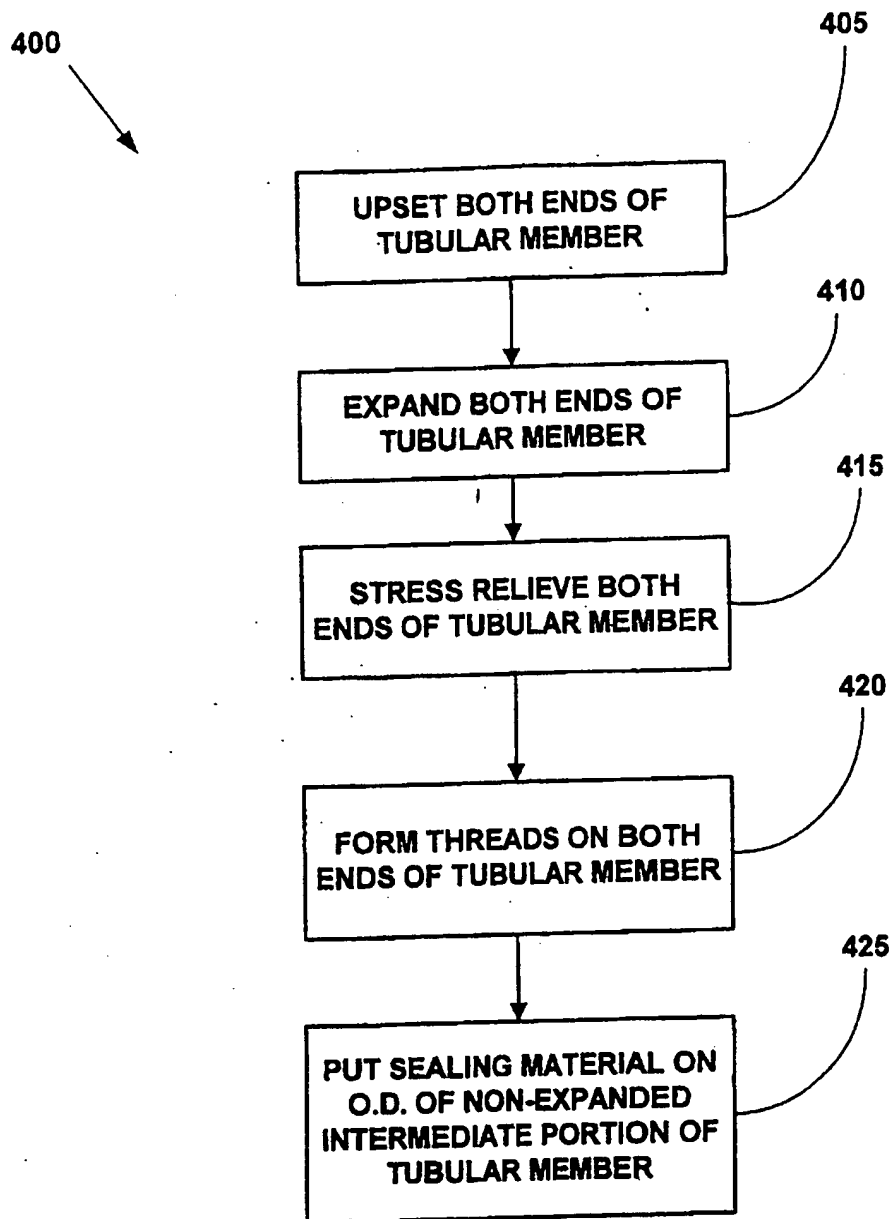 400
405
UPSET BOTH ENDS OF
TUBULAR MEMBER
410
EXPAND BOTH ENDS OF
TUBULAR MEMBER
415
STRESS RELIEVE BOTH
ENDS OF TUBULAR MEMBER
420
FORM THREADS ON BOTH
ENDS OF TUBULAR MEMBER
425
PUT SEALING MATERIAL ON
O.D. OF NON-EXPANDED
INTERMEDIATE PORTION OF
TUBULAR MEMBER